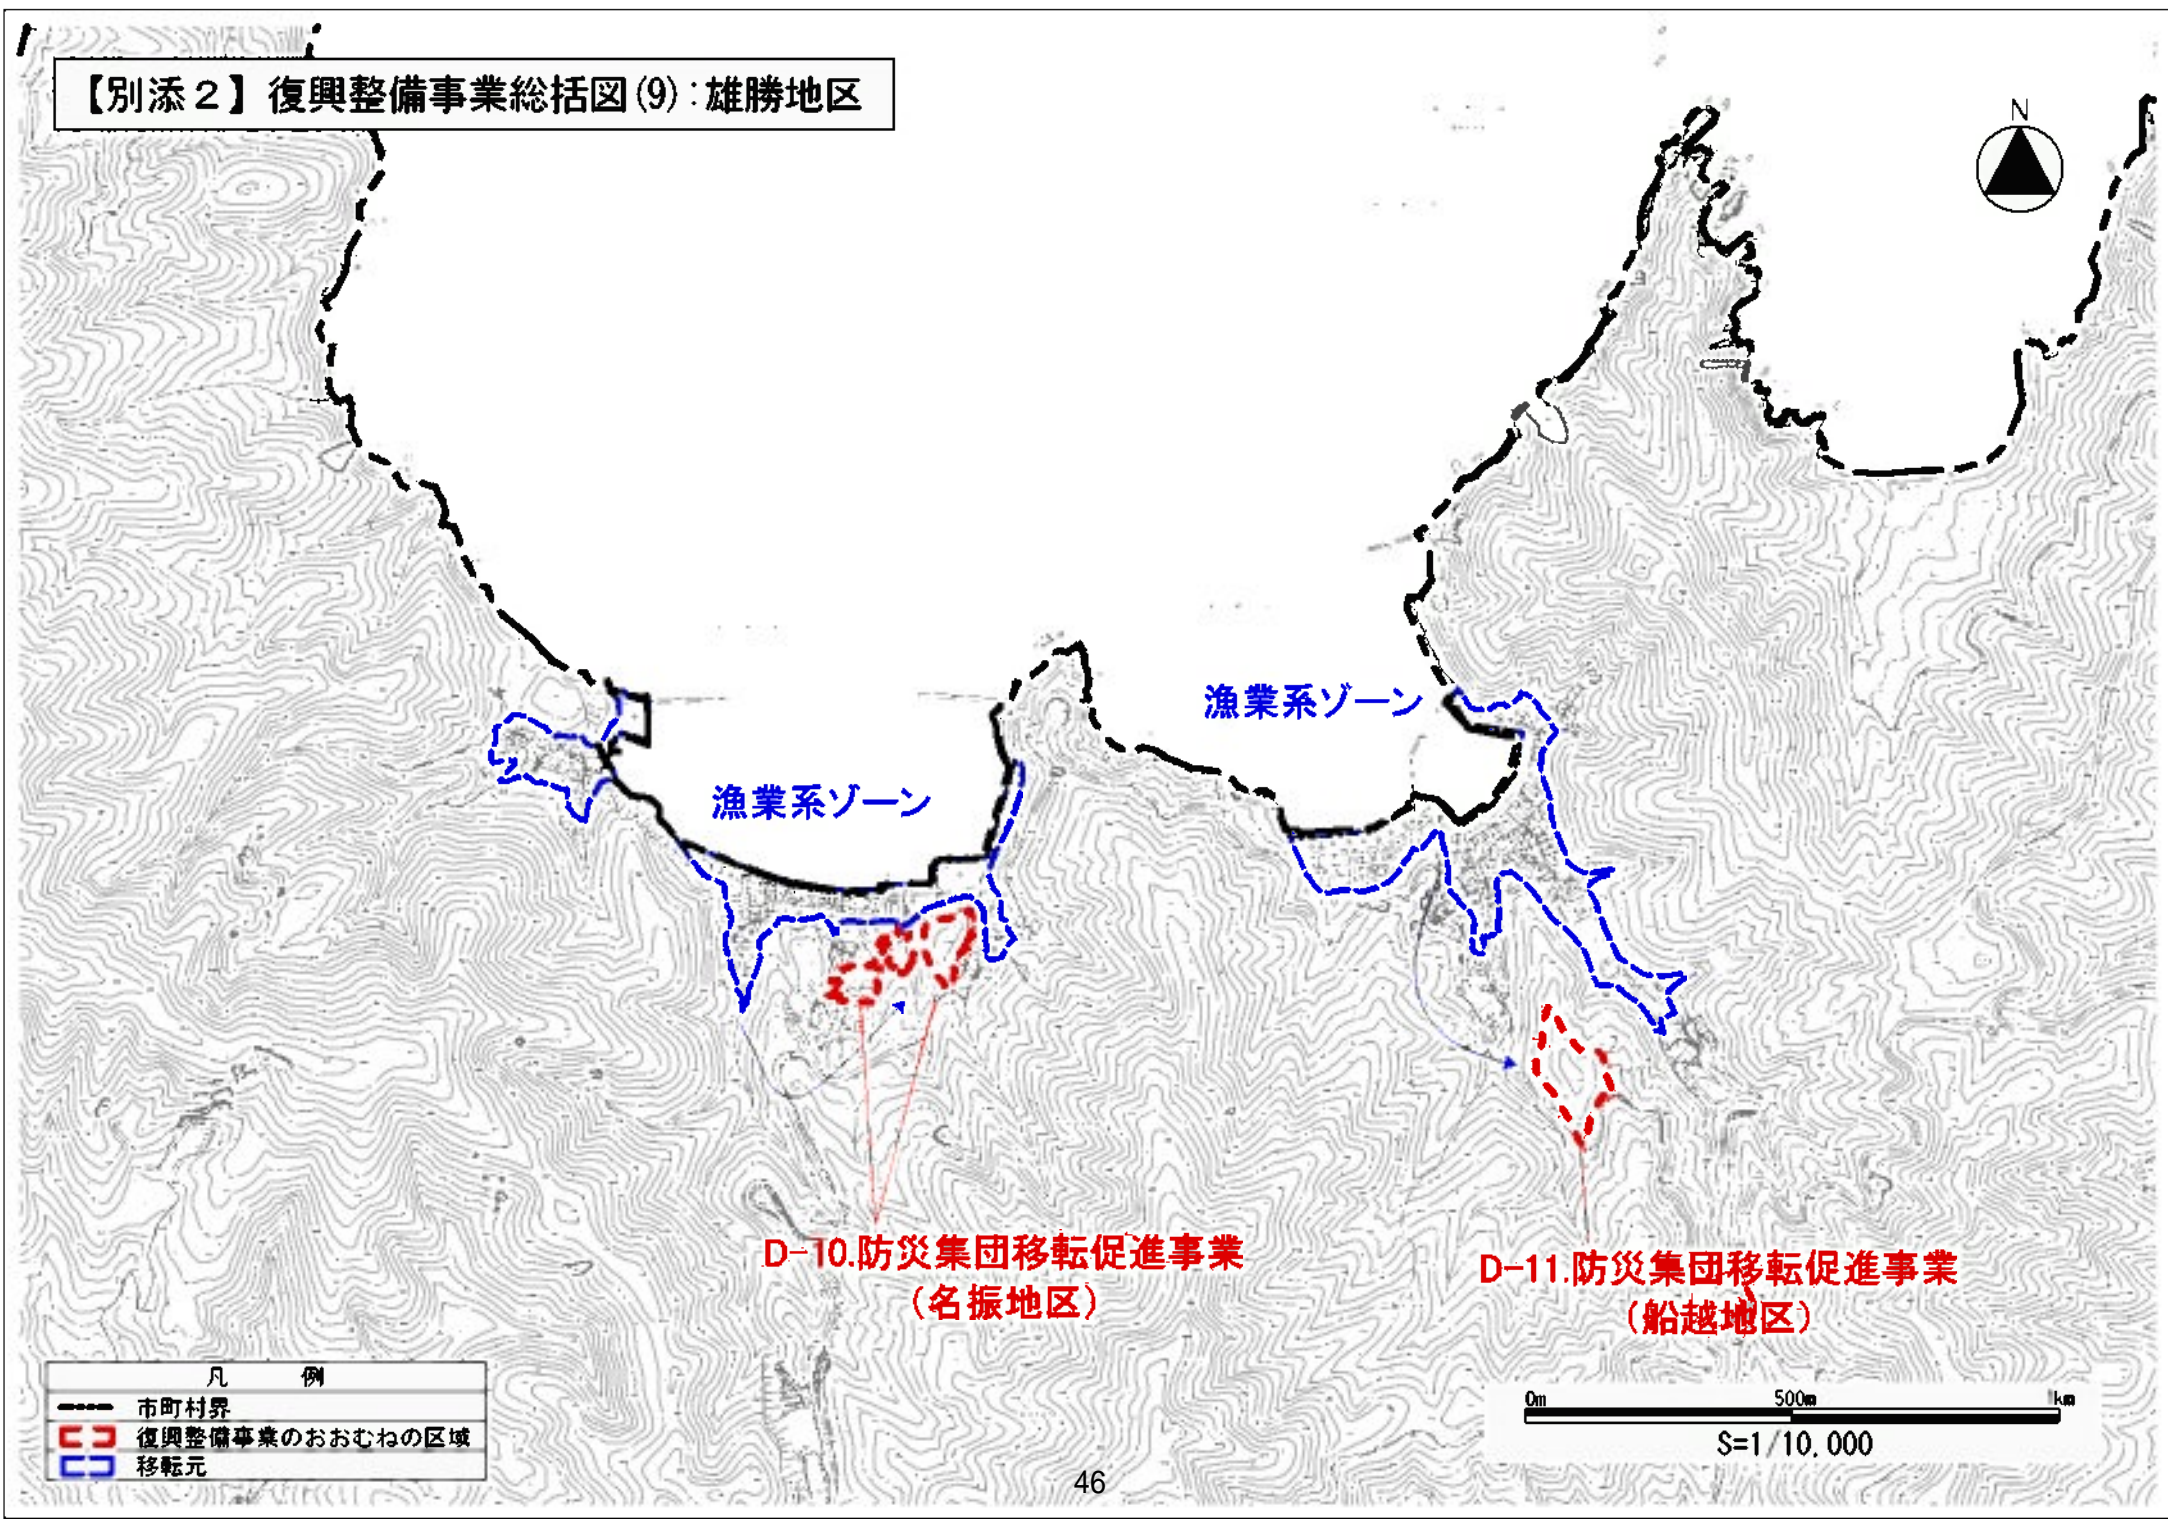 【別添２】復興整備事業総括図(9)：雄勝地区
N
漁業系ゾーン
漁業系ゾーン
D-10.防災集団移転促進事業
（名振地区）
D-11.防災集団移転促進事業
（船越地区）
凡　例
市町村界
復興整備事業のおおむねの区域
移転元
0m 500m 1km
S=1/10,000
46